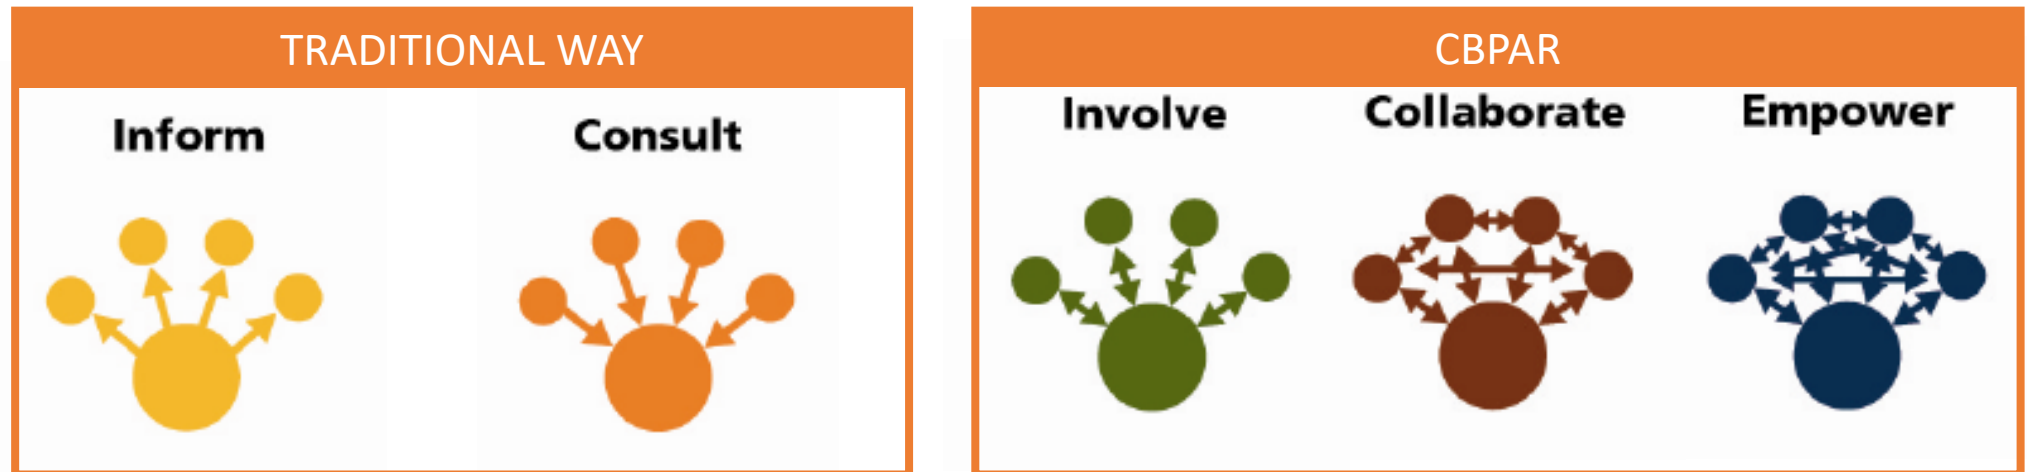 TRADITIONAL WAY
Inform
Consult
CBPAR
Involve
Collaborate
Empower